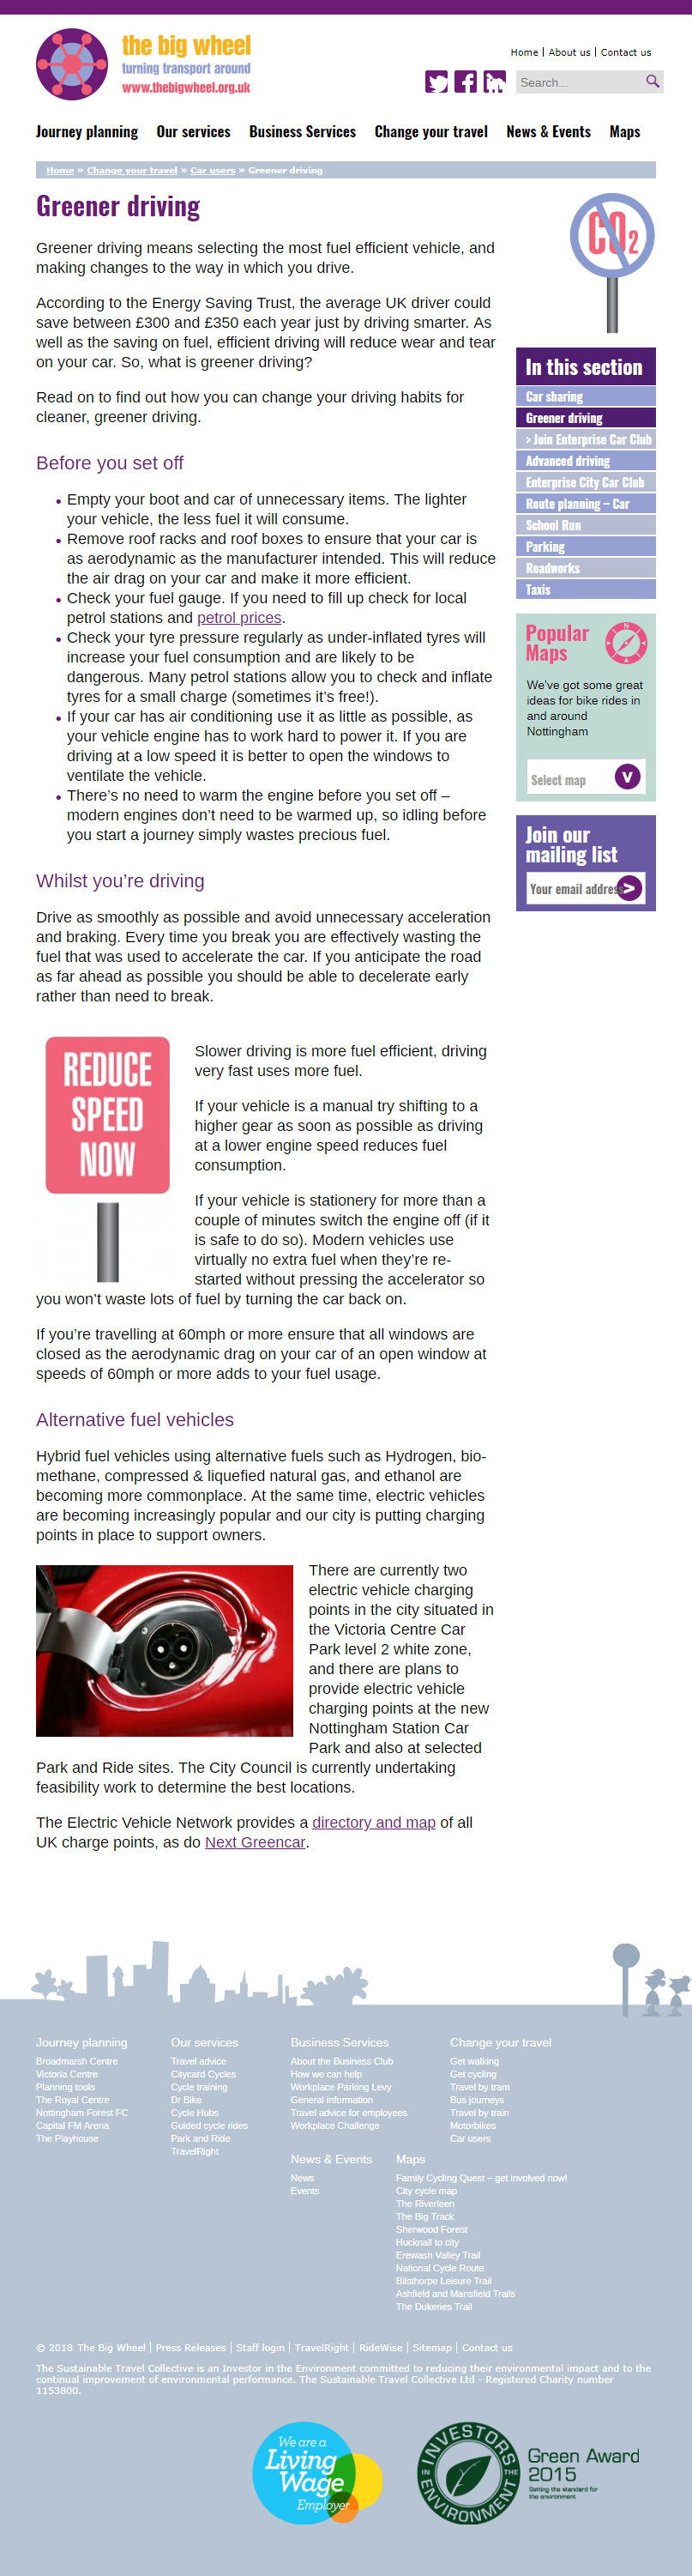 the big wheel
turning transport around
www.thebigwheel.org.uk
Home | About us | Contact us
Search...
Journey planning Our services Business Services Change your travel News & Events Maps
Home » Change your travel » Car users » Greener driving
Greener driving
Greener driving means selecting the most fuel efficient vehicle, and
making changes to the way in which you drive.
According to the Energy Saving Trust, the average UK driver could
save between £300 and £350 each year just by driving smarter. As
well as the saving on fuel, efficient driving will reduce wear and tear
on your car. So, what is greener driving?
Read on to find out how you can change your driving habits for
cleaner, greener driving.
Before you set off
• Empty your boot and car of unnecessary items. The lighter
your vehicle, the less fuel it will consume.
• Remove roof racks and roof boxes to ensure that your car is
as aerodynamic as the manufacturer intended. This will reduce
the air drag on your car and make it more efficient.
• Check your fuel gauge. If you need to fill up check for local
petrol stations and petrol prices.
• Check your tyre pressure regularly as under-inflated tyres will
increase your fuel consumption and are likely to be
dangerous. Many petrol stations allow you to check and inflate
tyres for a small charge (sometimes it’s free!).
• If your car has air conditioning use it as little as possible, as
your vehicle engine has to work hard to power it. If you are
driving at a low speed it is better to open the windows to
ventilate the vehicle.
• There’s no need to warm the engine before you set off –
modern engines don’t need to be warmed up, so idling before
you start a journey simply wastes precious fuel.
Whilst you’re driving
Drive as smoothly as possible and avoid unnecessary acceleration
and braking. Every time you break you are effectively wasting the
fuel that was used to accelerate the car. If you anticipate the road
as far ahead as possible you should be able to decelerate early
rather than need to break.
REDUCE
SPEED
NOW
Slower driving is more fuel efficient, driving
very fast uses more fuel.
If your vehicle is a manual try shifting to a
higher gear as soon as possible as driving
at a lower engine speed reduces fuel
consumption.
If your vehicle is stationery for more than a
couple of minutes switch the engine off (if it
is safe to do so). Modern vehicles use
virtually no extra fuel when they’re re-
started without pressing the accelerator so
you won’t waste lots of fuel by turning the car back on.
If you’re travelling at 60mph or more ensure that all windows are
closed as the aerodynamic drag on your car of an open window at
speeds of 60mph or more adds to your fuel usage.
Alternative fuel vehicles
Hybrid fuel vehicles using alternative fuels such as Hydrogen, bio-
methane, compressed & liquefied natural gas, and ethanol are
becoming more commonplace. At the same time, electric vehicles
are becoming increasingly popular and our city is putting charging
points in place to support owners.
There are currently two
electric vehicle charging
points in the city situated in
the Victoria Centre Car
Park level 2 white zone,
and there are plans to
provide electric vehicle
charging points at the new
Nottingham Station Car
Park and also at selected
Park and Ride sites. The City Council is currently undertaking
feasibility work to determine the best locations.
The Electric Vehicle Network provides a directory and map of all
UK charge points, as do Next Greencar.
CO2
In this section
Car sharing
Greener driving
> Join Enterprise Car Club
Advanced driving
Enterprise City Car Club
Route planning – Car
School Run
Parking
Roadworks
Taxis
Popular
Maps
N
We’ve got some great
ideas for bike rides in
and around
Nottingham
Select map
V
Join our
mailing list
Your email address >
Journey planning
Broadmarsh Centre
Victoria Centre
Planning tools
The Royal Centre
Nottingham Forest FC
Capital FM Arena
The Playhouse
Our services
Travel advice
Citycard Cycles
Cycle training
Dr Bike
Cycle Hubs
Guided cycle rides
Park and Ride
TravelRight
Business Services
About the Business Club
How we can help
Workplace Parking Levy
General information
Travel advice for employees
Workplace Challenge
Change your travel
Get walking
Get cycling
Travel by tram
Bus journeys
Travel by train
Motorbikes
Car users
News & Events
News
Events
Maps
Family Cycling Quest – get involved now!
City cycle map
The Riverleen
The Big Track
Sherwood Forest
Hucknall to city
Erewash Valley Trail
National Cycle Route
Bilsthorpe Leisure Trail
Ashfield and Mansfield Trails
The Dukeries Trail
© 2018 The Big Wheel | Press Releases | Staff login | TravelRight | RideWise | Sitemap | Contact us
The Sustainable Travel Collective is an Investor in the Environment committed to reducing their environmental impact and to the
continual improvement of environmental performance. The Sustainable Travel Collective Ltd - Registered Charity number
1153800.
We are a
Living
Wage
Employer
INVESTORS
IN THE
ENVIRONMENT
Green Award
2015
Setting the standard for
the environment